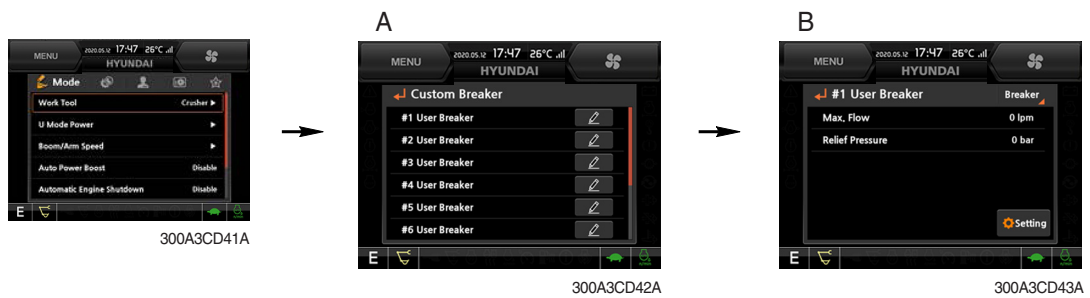 A
B
MENU
2020.05.12 17:47 26°C
HYUNDAI
Mode
Work Tool Crusher ▶
U Mode Power ▶
Boom/Arm Speed ▶
Auto Power Boost Disable
Automatic Engine Shutdown Disable
E
300A3CD41A
MENU
2020.05.12 17:47 26°C
HYUNDAI
Custom Breaker
#1 User Breaker
#2 User Breaker
#3 User Breaker
#4 User Breaker
#5 User Breaker
#6 User Breaker
E
300A3CD42A
MENU
2020.05.12 17:47 26°C
HYUNDAI
#1 User Breaker Breaker
Max, Flow 0 lpm
Relief Pressure 0 bar
Setting
E
300A3CD43A